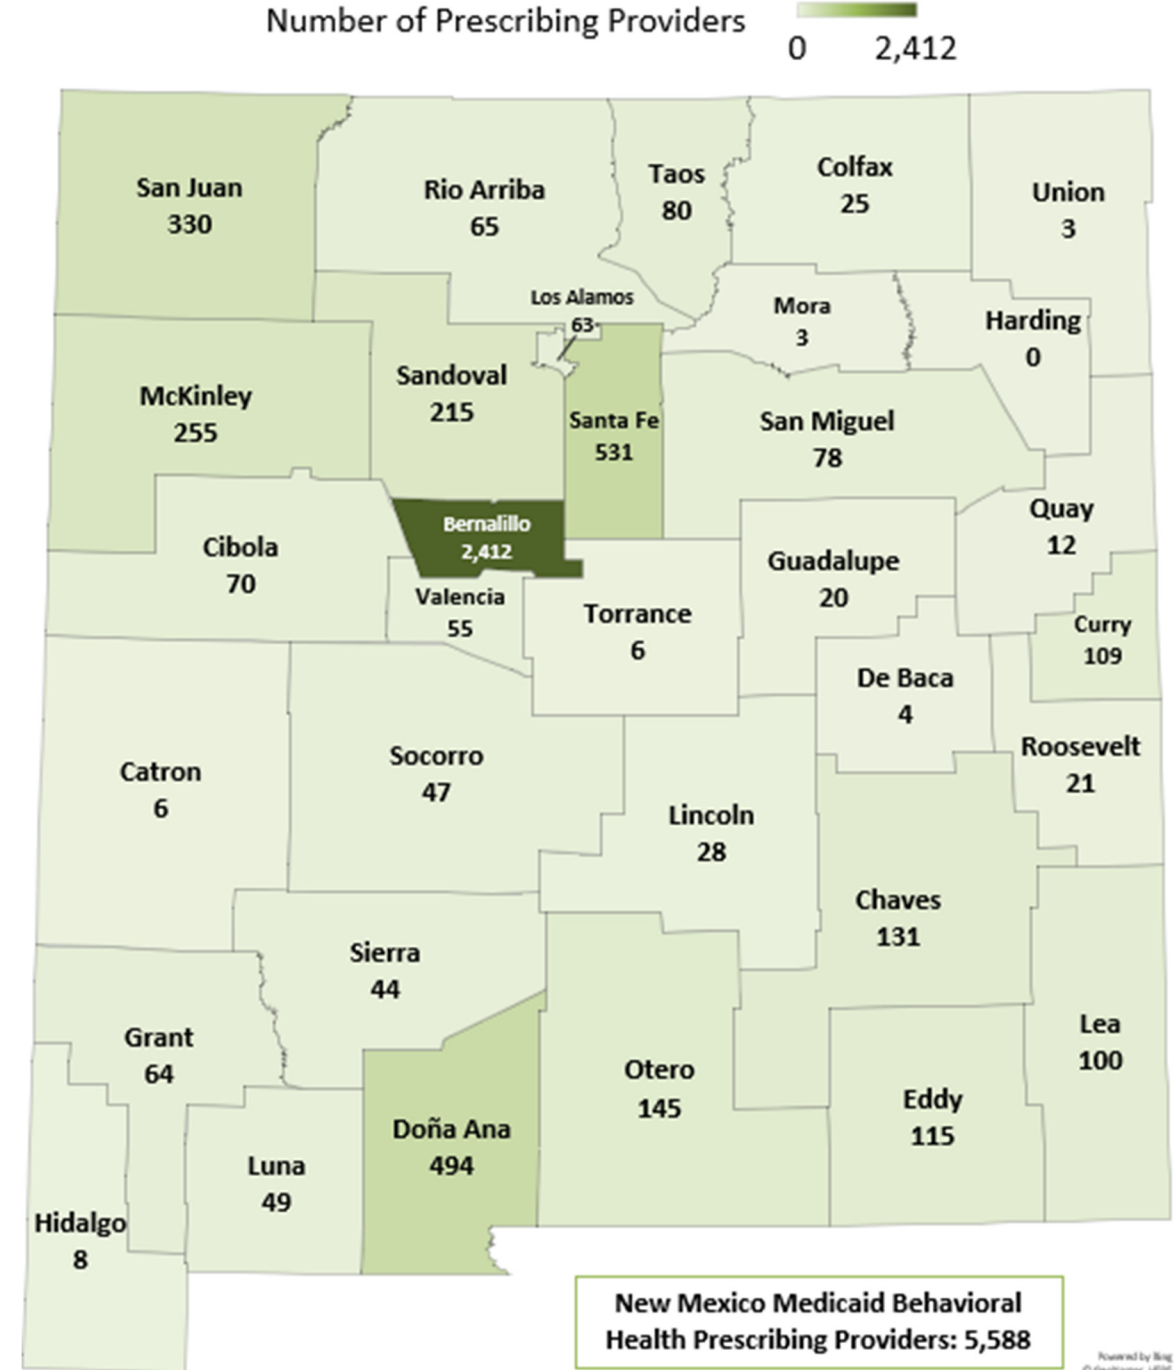 Number of Prescribing Providers
0 2,412
San Juan
330
Rio Arriba
65
Taos
80
Colfax
25
Union
3
Los Alamos
63
Mora
3
Harding
0
McKinley
255
Sandoval
215
Santa Fe
531
San Miguel
78
Quay
12
Bernalillo
2,412
Cibola
70
Guadalupe
20
Valencia
55
Torrance
6
Curry
109
De Baca
4
Roosevelt
21
Catron
6
Socorro
47
Lincoln
28
Chaves
131
Sierra
44
Grant
64
Lea
100
Otero
145
Eddy
115
Doña Ana
494
Luna
49
Hidalgo
8
New Mexico Medicaid Behavioral
Health Prescribing Providers: 5,588
Powered by Bing